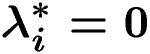 λ_i^* = 0